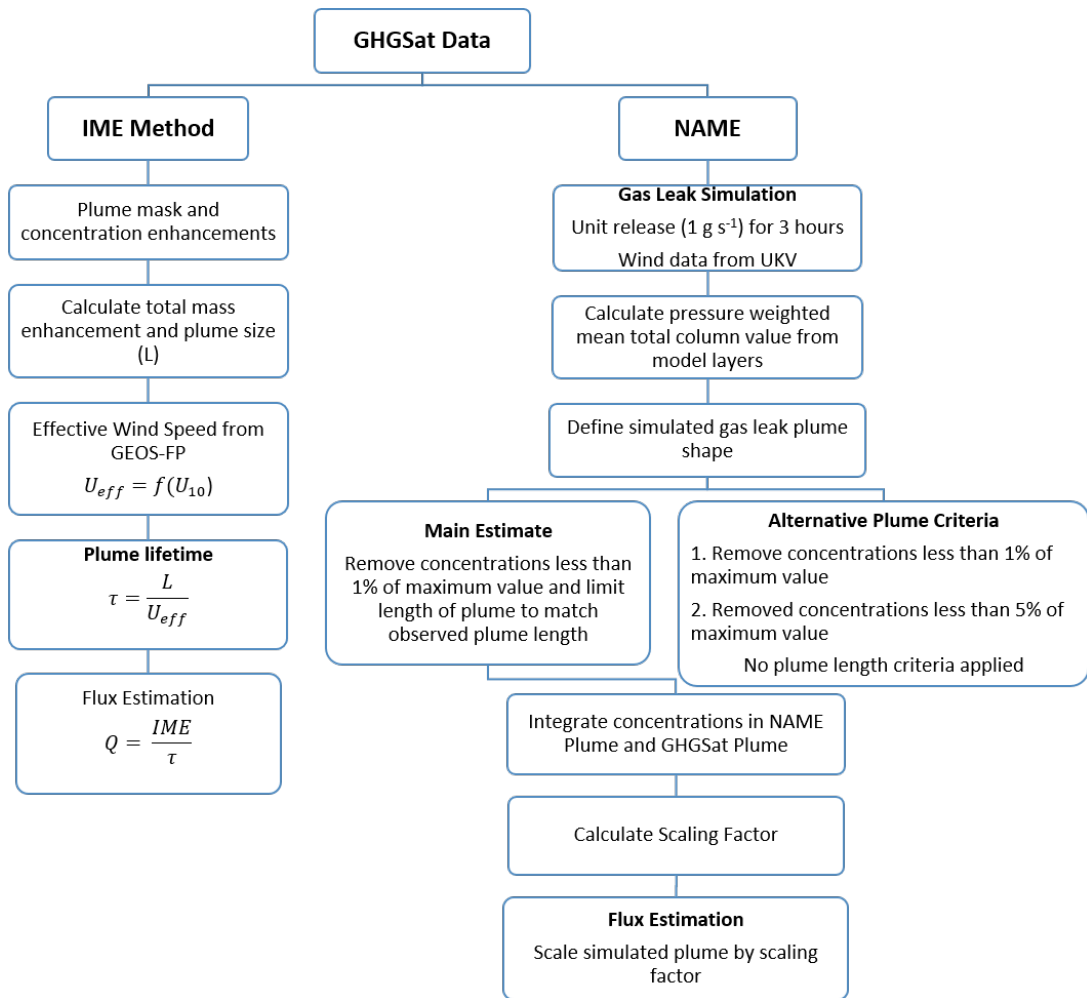 GHGSat Data
IME Method
Plume mask and
concentration enhancements
Calculate total mass
enhancement and plume size
(L)
Effective Wind Speed from
GEOS-FP
U_{eff} = f(U_{10})
Plume lifetime
τ = L / U_{eff}
Flux Estimation
Q = IME / τ
NAME
Gas Leak Simulation
Unit release (1 g s⁻¹) for 3 hours
Wind data from UKV
Calculate pressure weighted
mean total column value from
model layers
Define simulated gas leak plume
shape
Main Estimate
Remove concentrations less than
1% of maximum value and limit
length of plume to match
observed plume length
Alternative Plume Criteria
1. Remove concentrations less than 1% of
maximum value
2. Removed concentrations less than 5% of
maximum value
No plume length criteria applied
Integrate concentrations in NAME
Plume and GHGSat Plume
Calculate Scaling Factor
Flux Estimation
Scale simulated plume by scaling
factor